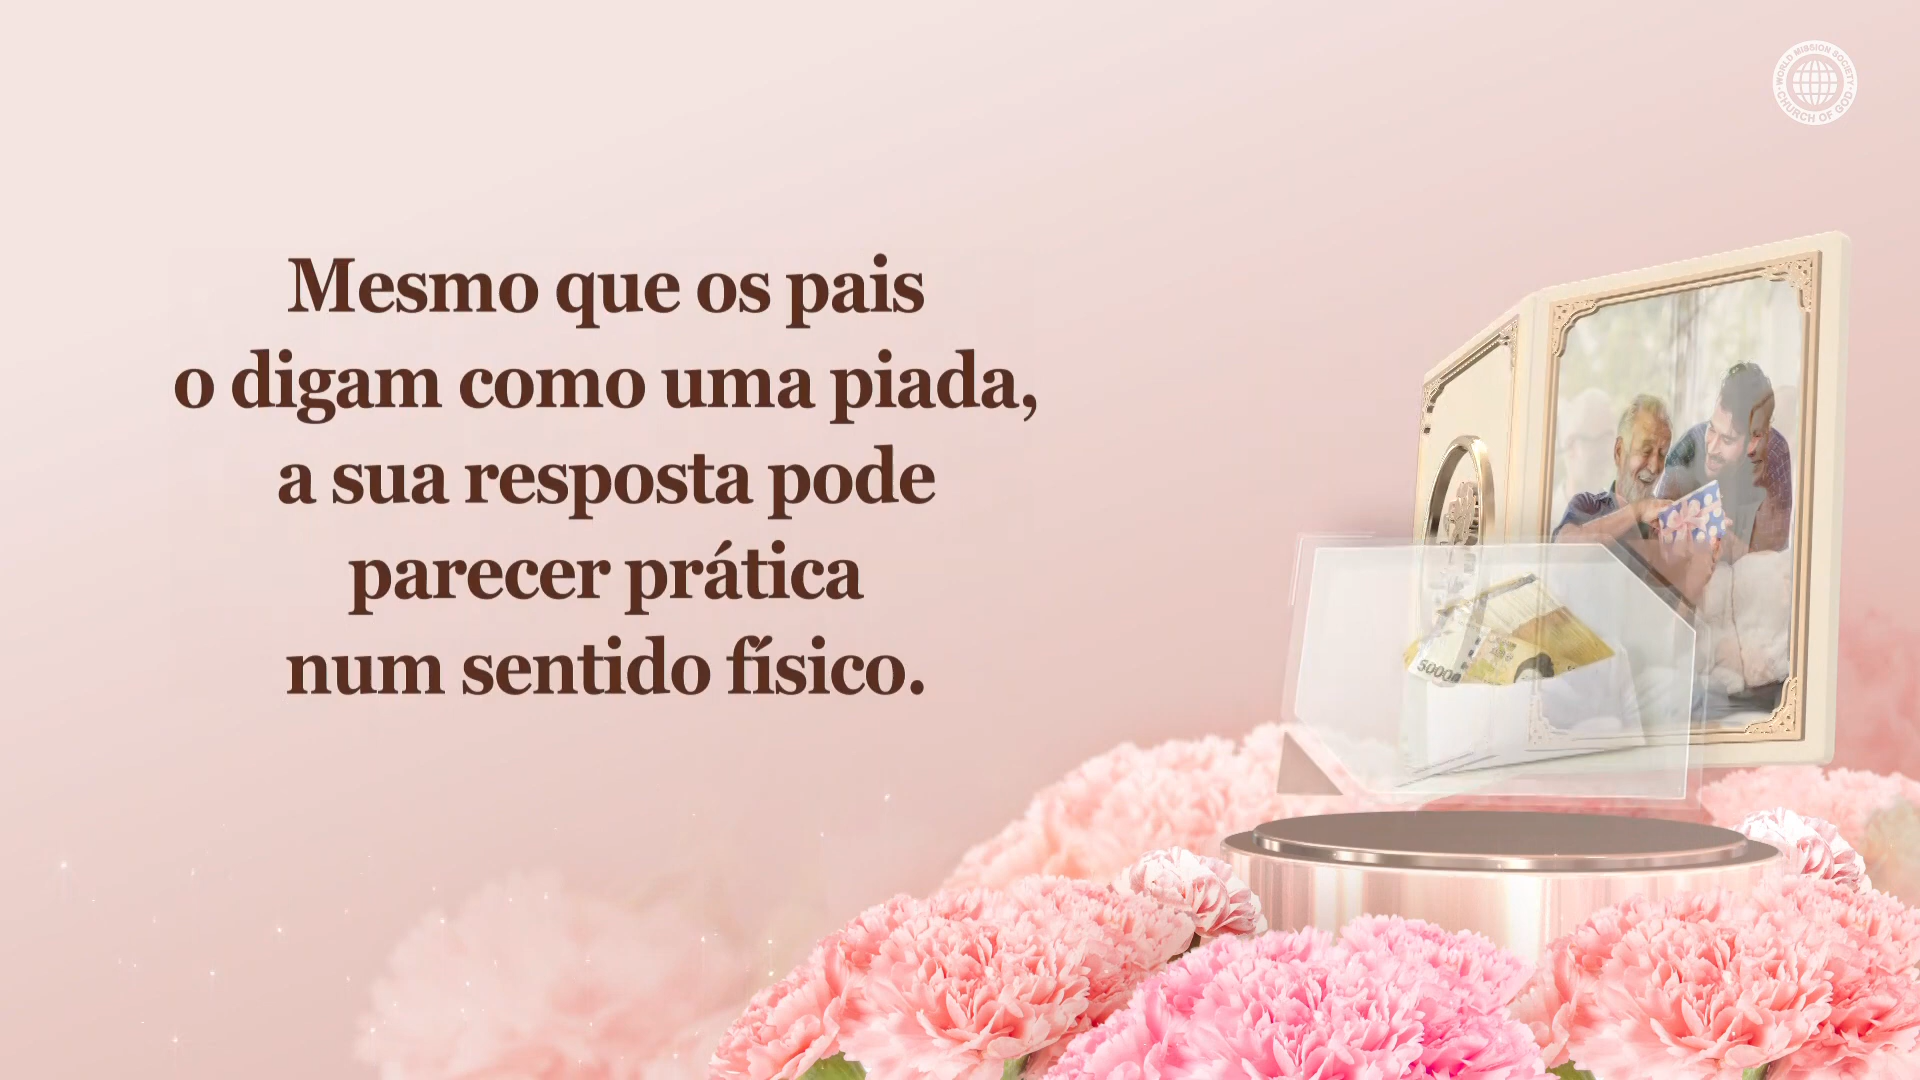 WORLD MISSION SOCIETY
CHURCH OF GOD
Mesmo que os pais
o digam como uma piada,
a sua resposta pode
parecer prática
num sentido físico.
5000